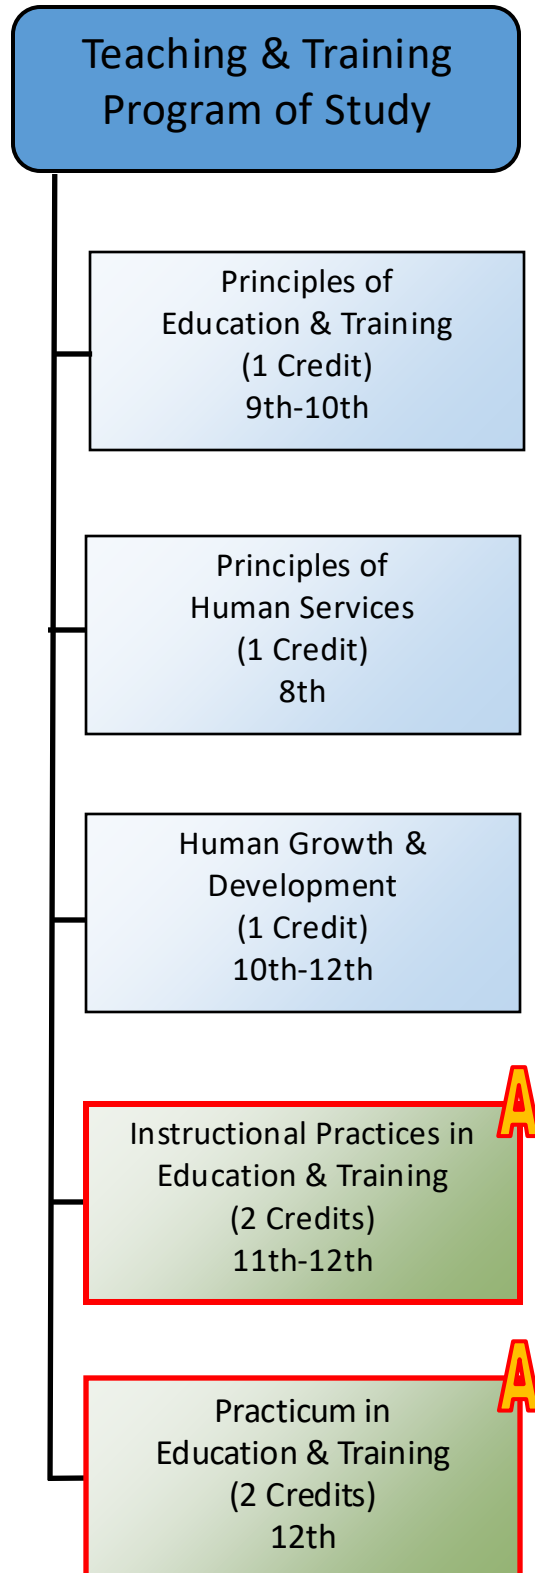 Teaching & Training
Program of Study
Principles of
Education & Training
(1 Credit)
9th-10th
Principles of
Human Services
(1 Credit)
8th
Human Growth &
Development
(1 Credit)
10th-12th
A
Instructional Practices in
Education & Training
(2 Credits)
11th-12th
A
Practicum in
Education & Training
(2 Credits)
12th